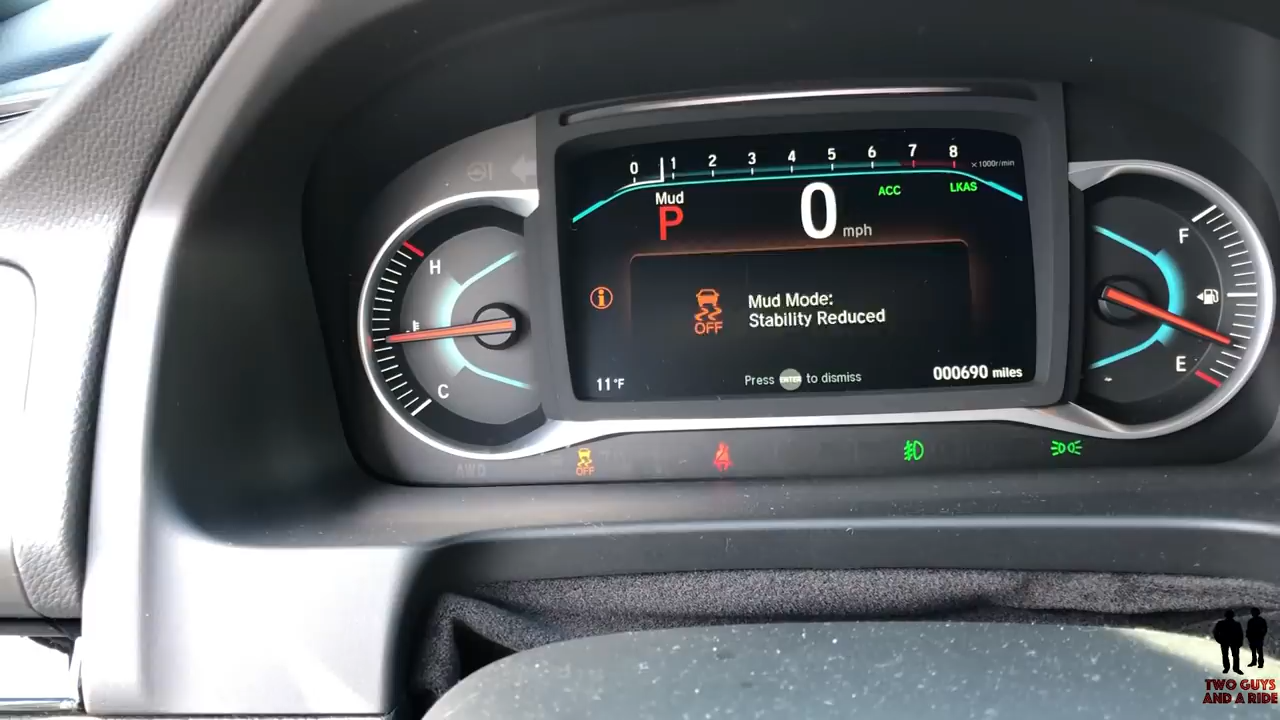 0 1 2 3 4 5 6 7 8 ×1000r/min
Mud
P
0 mph
ACC
LKAS
H
C
F
E
OFF
Mud Mode:
Stability Reduced
11°F
Press ENTER to dismiss
000690 miles
AWD
OFF
TWO GUYS
AND A RIDE